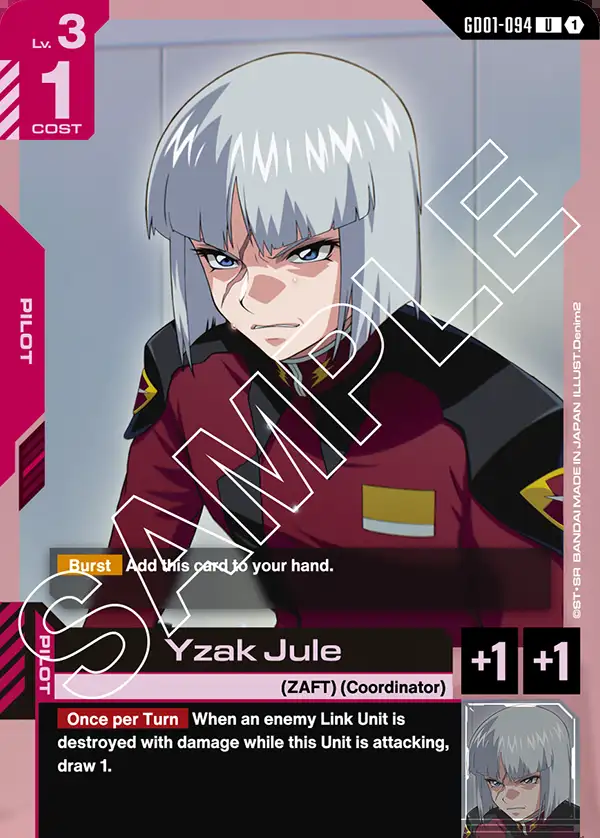 GD01-094 U 1
Lv. 3
1
COST
PILOT
SAMPLE
©ST・SR BANDAI MADE IN JAPAN ILLUST.Denim2
Burst Add this card to your hand.
PILOT
Yzak Jule
+1 +1
(ZAFT) (Coordinator)
Once per Turn When an enemy Link Unit is
destroyed with damage while this Unit is attacking,
draw 1.